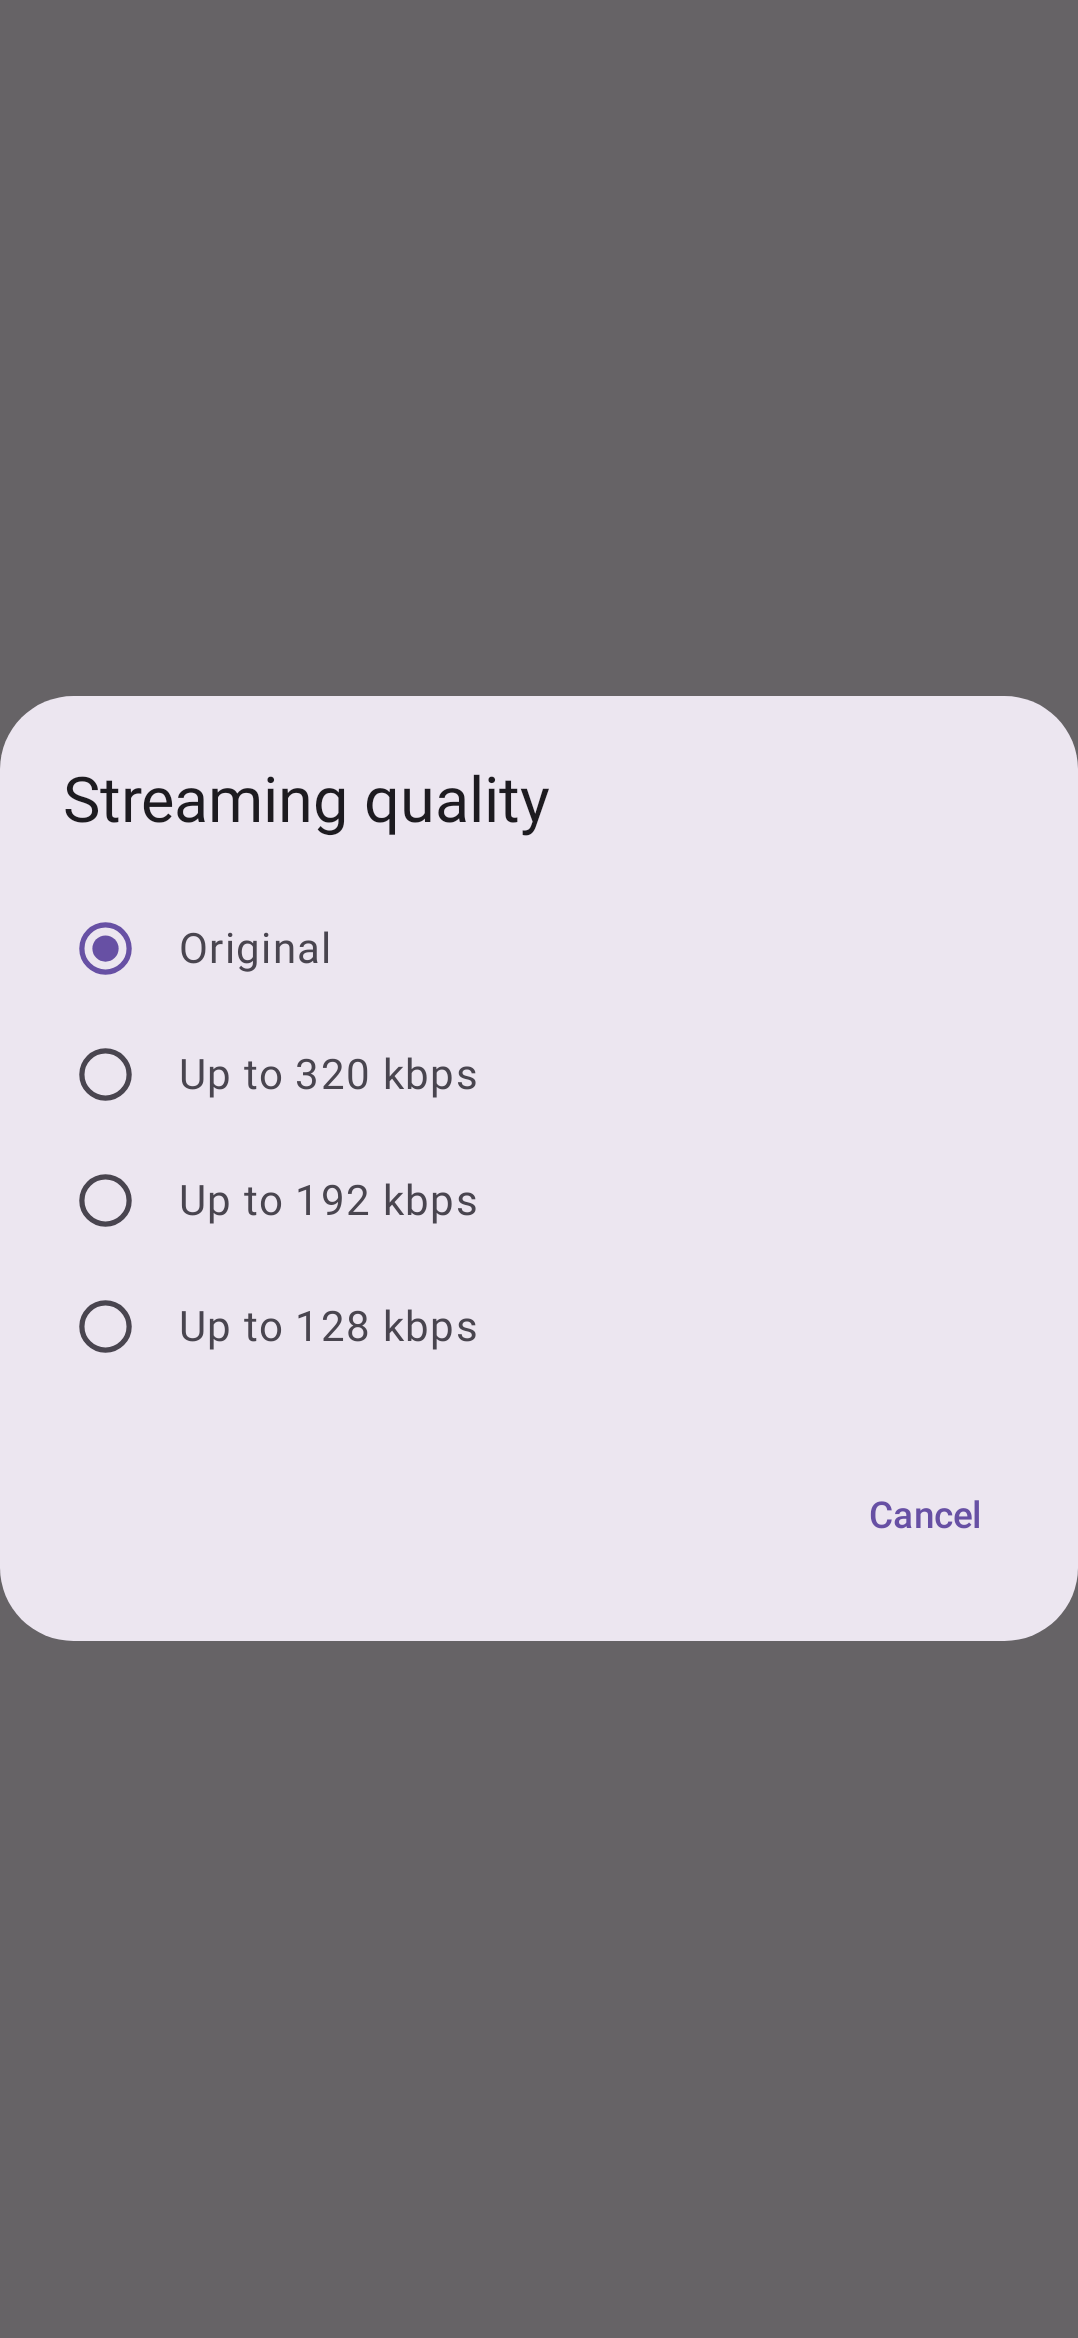 Streaming quality
Original
Up to 320 kbps
Up to 192 kbps
Up to 128 kbps
Cancel